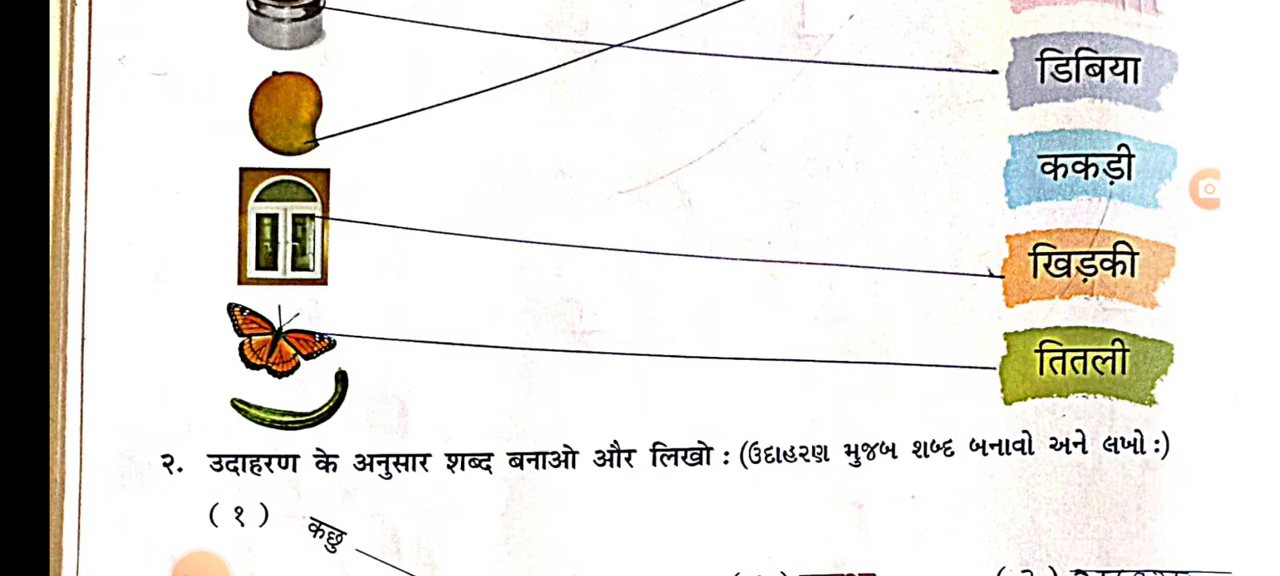 डिबिया
ककड़ी
खिड़की
तितली
२. उदाहरण के अनुसार शब्द बनाओ और लिखो : (ઉદાહરણ મુજબ શબ્દ બનાવો અને લખો :)
( १ ) कछु